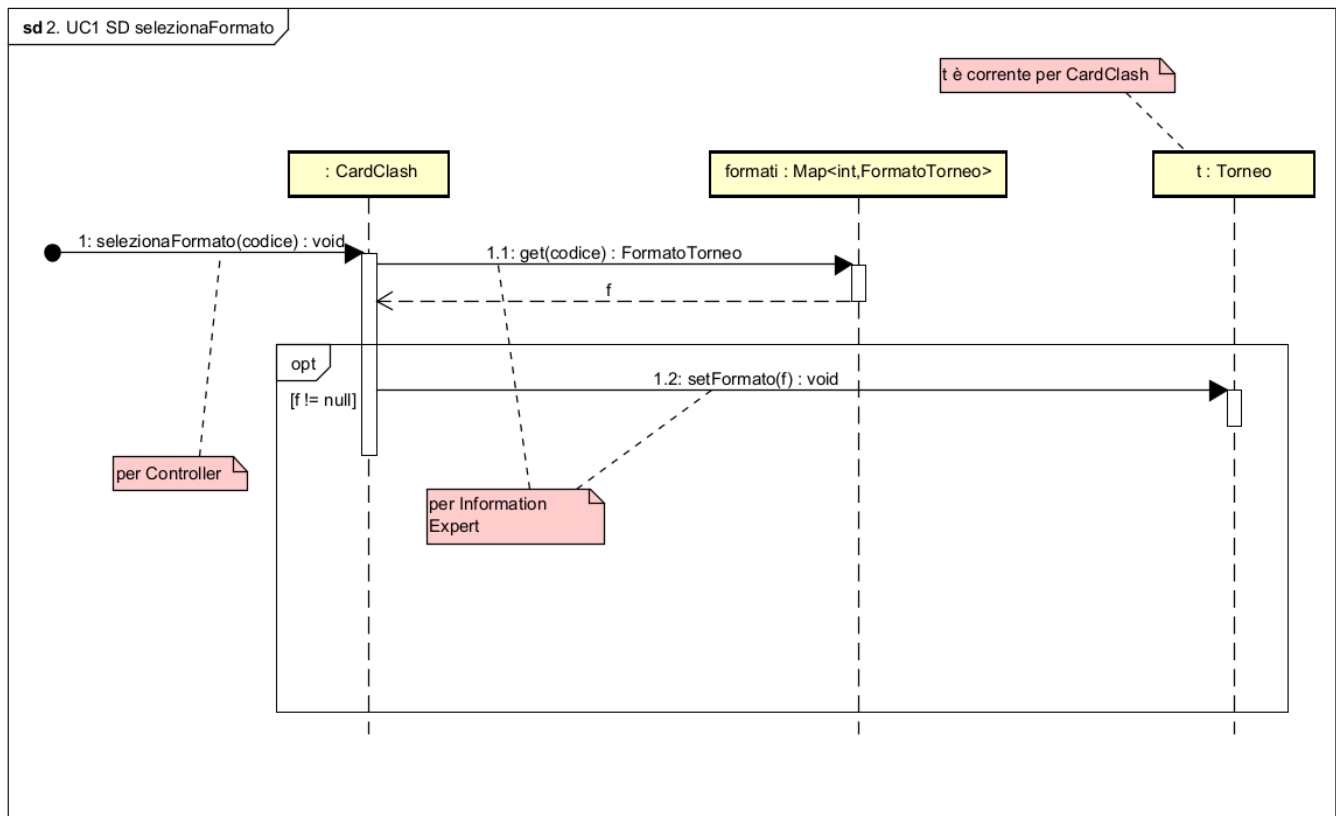 sd 2. UC1 SD selezionaFormato
t è corrente per CardClash
: CardClash
formati : Map<int,FormatoTorneo>
t : Torneo
1: selezionaFormato(codice) : void
1.1: get(codice) : FormatoTorneo
f
opt
1.2: setFormato(f) : void
[f != null]
per Controller
per Information
Expert